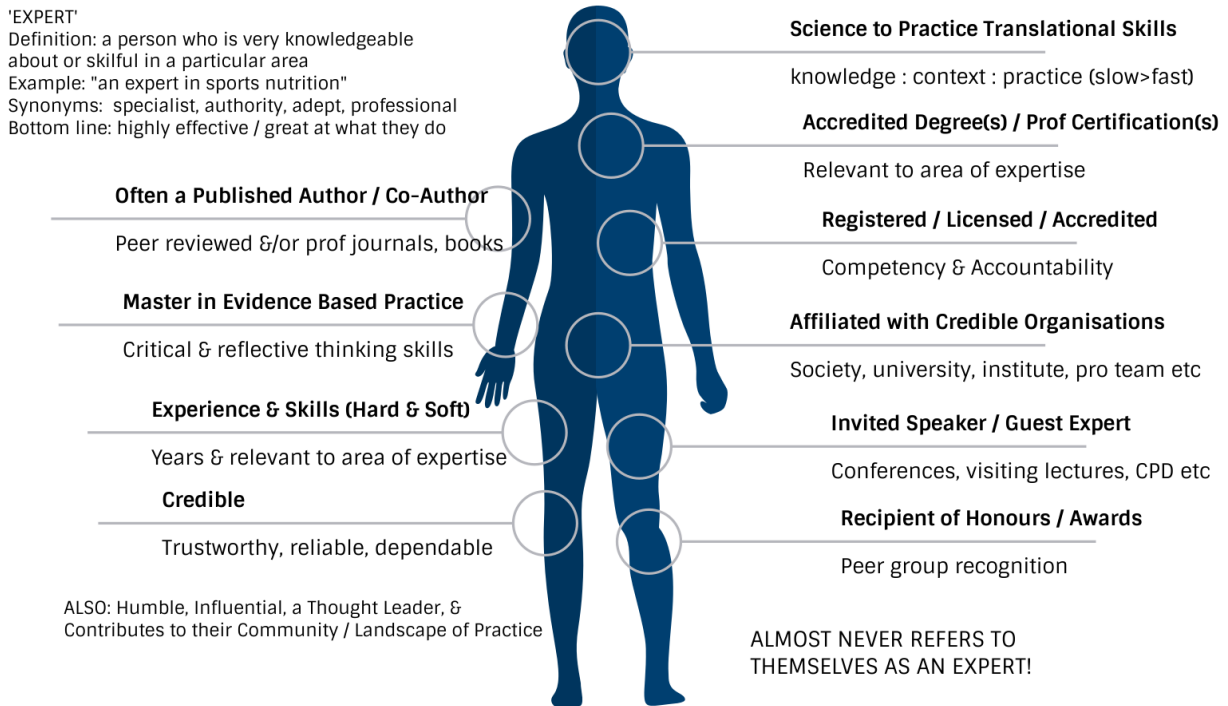 'EXPERT'
Definition: a person who is very knowledgeable
about or skilful in a particular area
Example: "an expert in sports nutrition"
Synonyms:  specialist, authority, adept, professional
Bottom line: highly effective / great at what they do
Often a Published Author / Co-Author
Peer reviewed &/or prof journals, books
Master in Evidence Based Practice
Critical & reflective thinking skills
Experience & Skills (Hard & Soft)
Years & relevant to area of expertise
Credible
Trustworthy, reliable, dependable
ALSO: Humble, Influential, a Thought Leader, &
Contributes to their Community / Landscape of Practice
Science to Practice Translational Skills
knowledge : context : practice (slow>fast)
Accredited Degree(s) / Prof Certification(s)
Relevant to area of expertise
Registered / Licensed / Accredited
Competency & Accountability
Affiliated with Credible Organisations
Society, university, institute, pro team etc
Invited Speaker / Guest Expert
Conferences, visiting lectures, CPD etc
Recipient of Honours / Awards
Peer group recognition
ALMOST NEVER REFERS TO
THEMSELVES AS AN EXPERT!